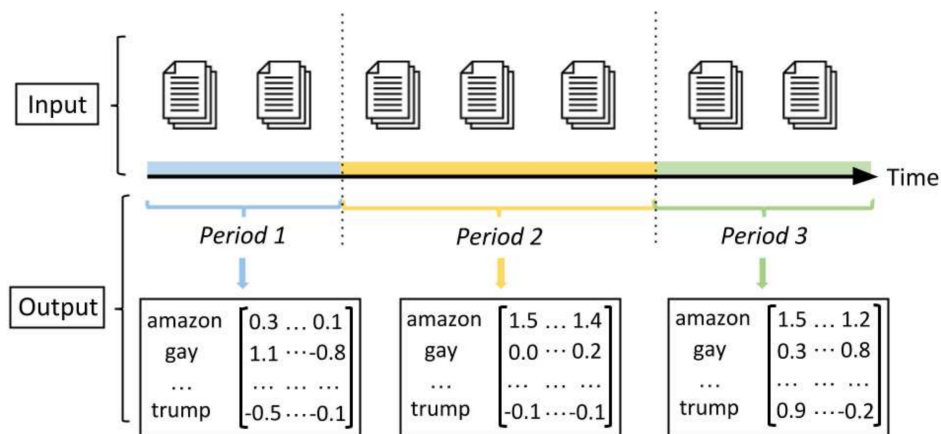 Input
Time
Period 1 Period 2 Period 3
Output
amazon 0.3 ... 0.1
gay 1.1 ...-0.8
... ... ... ...
trump -0.5 ...-0.1
amazon 1.5 ... 1.4
gay 0.0 ... 0.2
... ... ... ...
trump -0.1 ...-0.1
amazon 1.5 ... 1.2
gay 0.3 ... 0.8
... ... ... ...
trump 0.9 ...-0.2